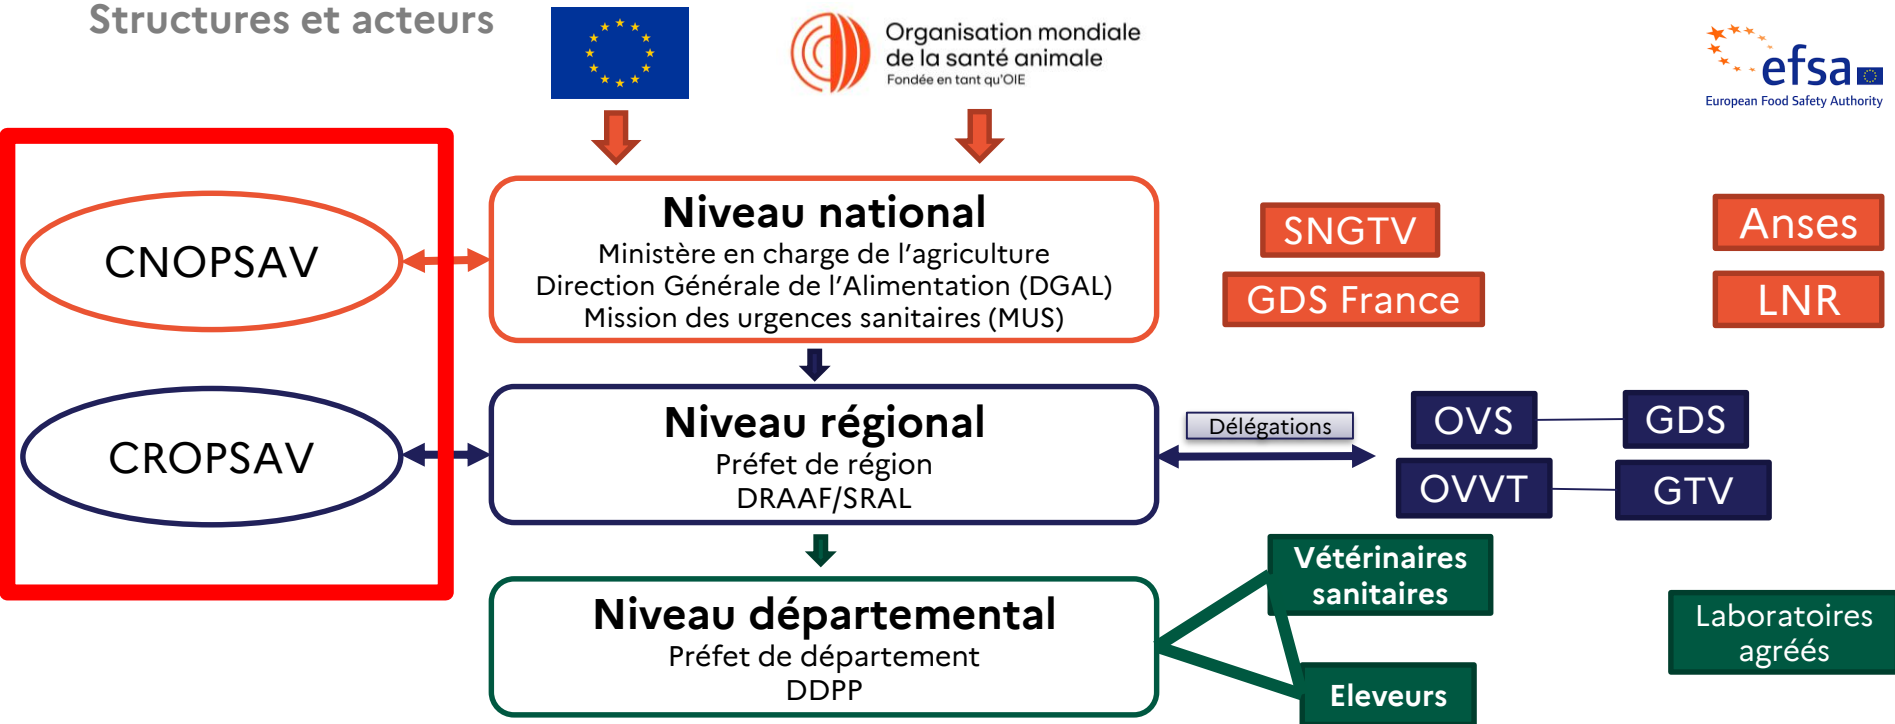 Structures et acteurs
Organisation mondiale
de la santé animale
Fondée en tant qu'OIE
efsa
European Food Safety Authority
CNOPSAV
Niveau national
Ministère en charge de l'agriculture
Direction Générale de l'Alimentation (DGAL)
Mission des urgences sanitaires (MUS)
SNGTV
GDS France
Anses
LNR
CROPSAV
Niveau régional
Préfet de région
DRAAF/SRAL
Délégations
OVS
GDS
OVVT
GTV
Niveau départemental
Préfet de département
DDPP
Vétérinaires
sanitaires
Eleveurs
Laboratoires
agréés